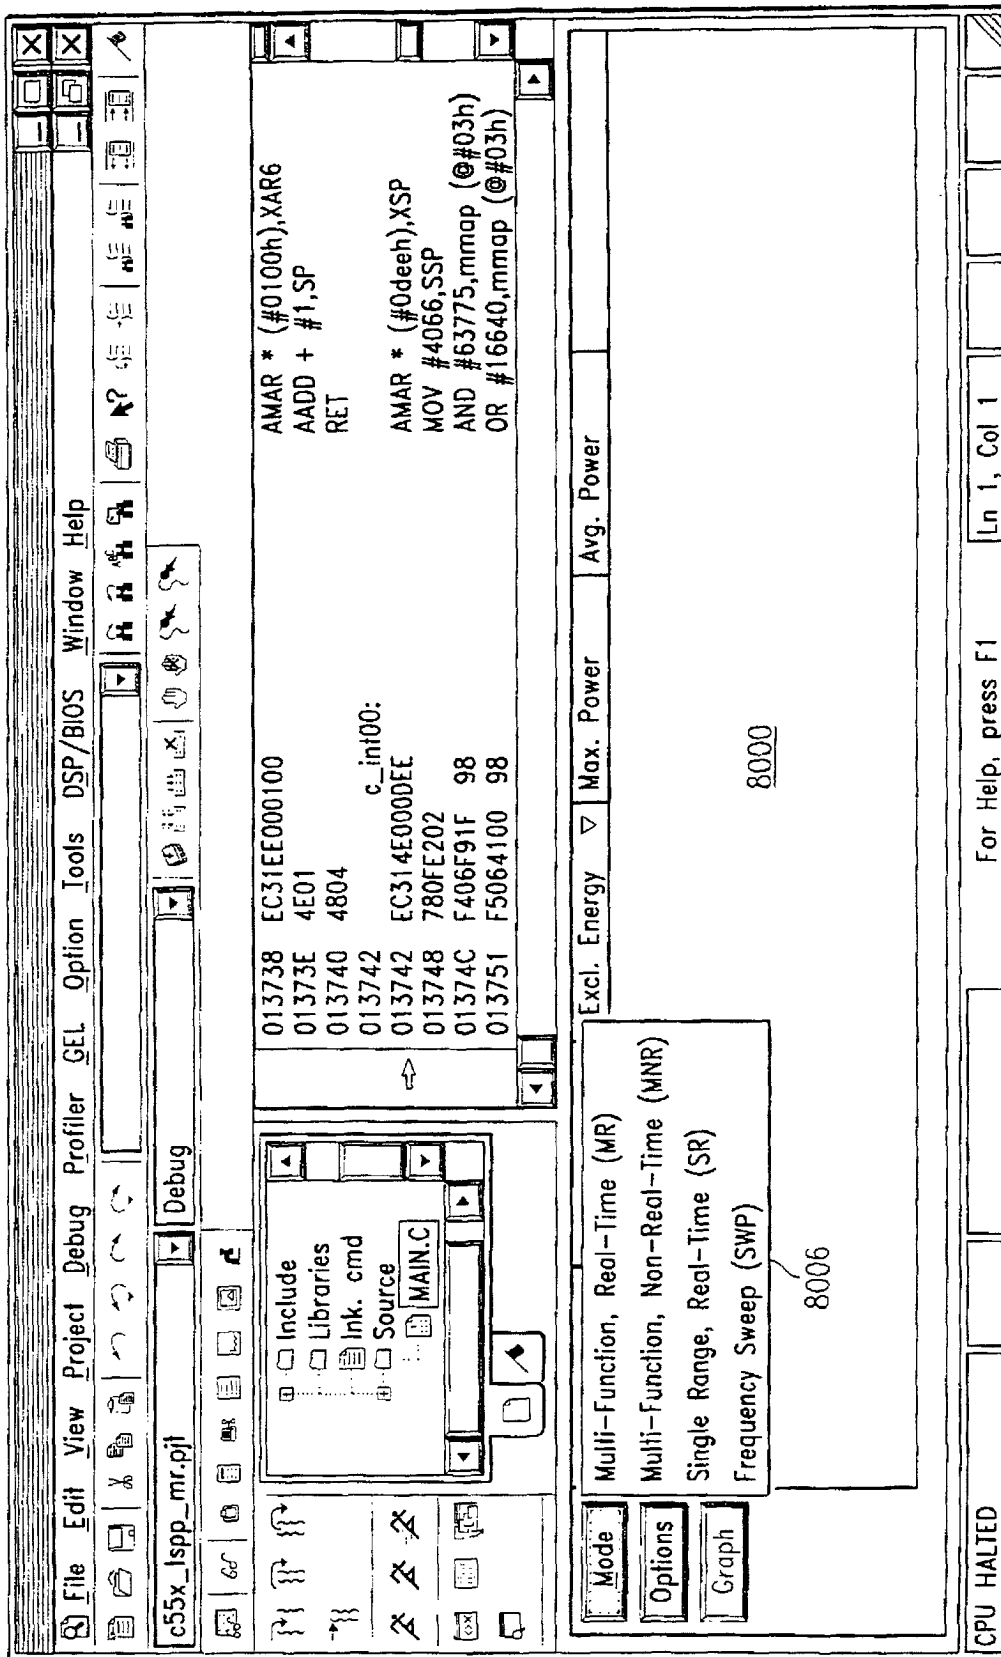 File Edit View Project Debug Profiler GEL Option Tools DSP/BIOS Window Help
c55x_lspp_mr.pjt
Debug
Include
Libraries
lnk. cmd
Source
MAIN.C
013738 EC31EE000100 AMAR * (#0100h),XAR6
01373E 4E01 AADD + #1,SP
013740 4804 RET
013742 c_int00:
013742 EC314E000DEE AMAR * (#0deeh),XSP
013748 780FE202 MOV #4066,SSP
01374C F406F91F 98 AND #63775,mmap (@#03h)
013751 F5064100 98 OR #16640,mmap (@#03h)
Mode
Options
Graph
Multi-Function, Real-Time (MR)
Multi-Function, Non-Real-Time (MNR)
Single Range, Real-Time (SR)
Frequency Sweep (SWP)
8006
Excl. Energy Max. Power Avg. Power
8000
CPU HALTED
For Help, press F1
Ln 1, Col 1